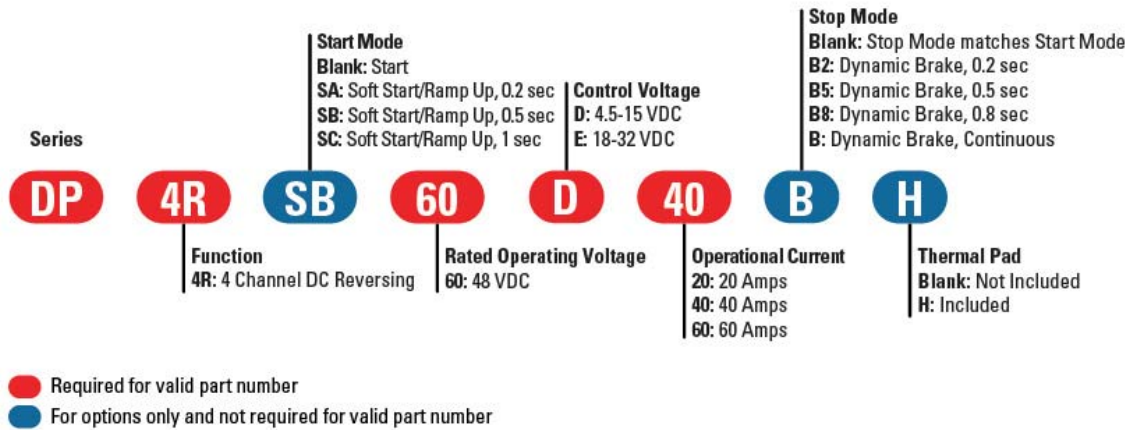 Stop Mode
Blank: Stop Mode matches Start Mode
B2: Dynamic Brake, 0.2 sec
B5: Dynamic Brake, 0.5 sec
B8: Dynamic Brake, 0.8 sec
B: Dynamic Brake, Continuous
Start Mode
Blank: Start
SA: Soft Start/Ramp Up, 0.2 sec
SB: Soft Start/Ramp Up, 0.5 sec
SC: Soft Start/Ramp Up, 1 sec
Control Voltage
D: 4.5-15 VDC
E: 18-32 VDC
Series
DP 4R SB 60 D 40 B H
Function
4R: 4 Channel DC Reversing
Rated Operating Voltage
60: 48 VDC
Operational Current
20: 20 Amps
40: 40 Amps
60: 60 Amps
Thermal Pad
Blank: Not Included
H: Included
Required for valid part number
For options only and not required for valid part number